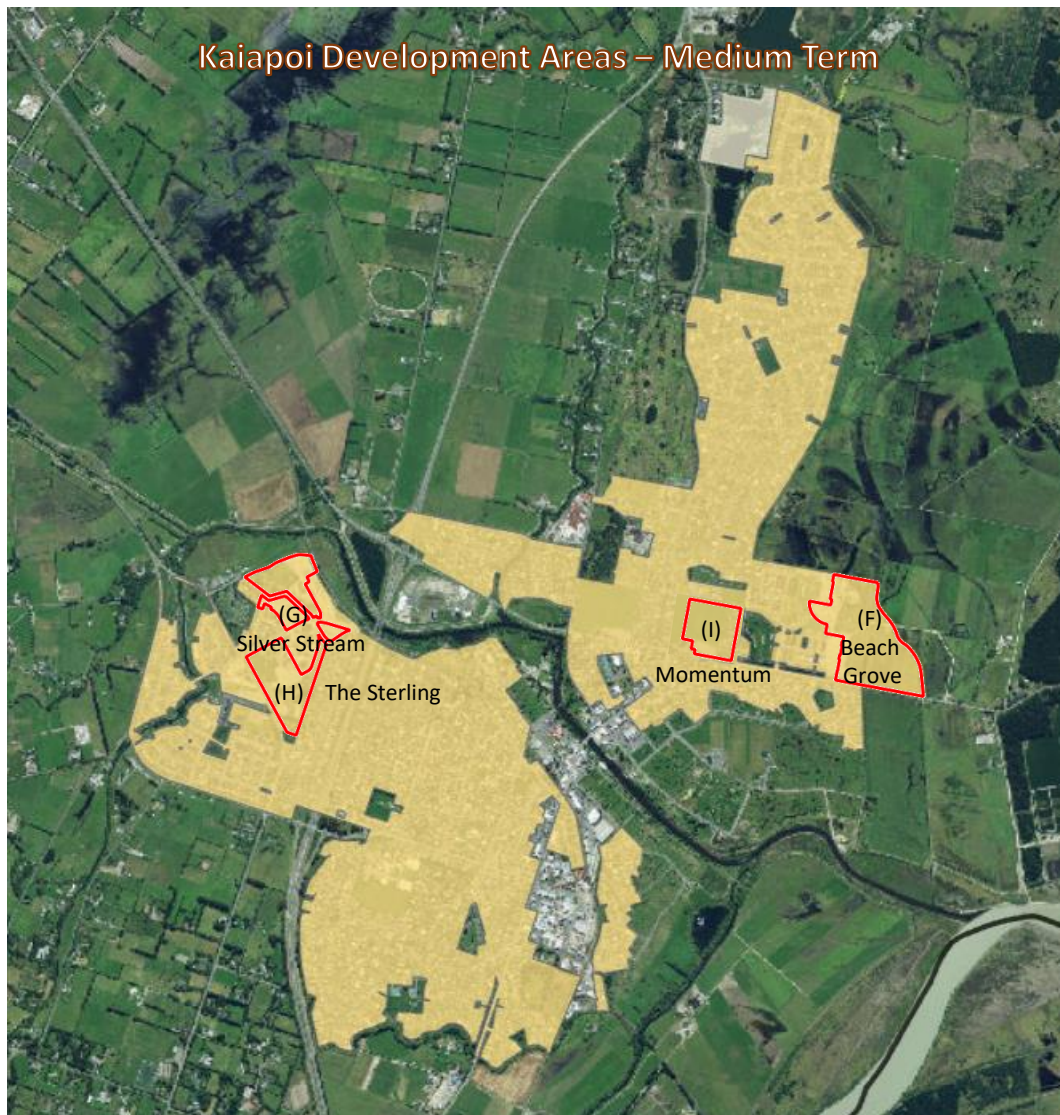 Kaiapoi Development Areas – Medium Term
(G)
Silver Stream
(H)
The Sterling
(I)
Momentum
(F)
Beach
Grove